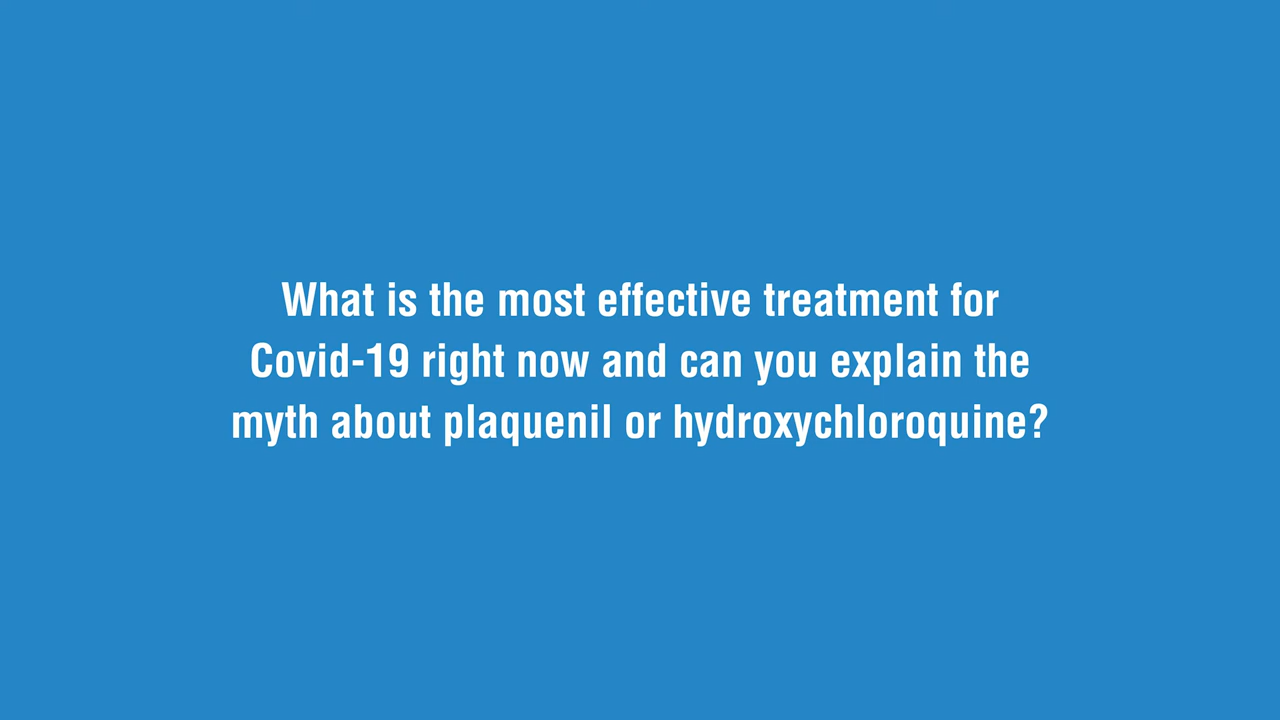 What is the most effective treatment for
Covid-19 right now and can you explain the
myth about plaquenil or hydroxychloroquine?